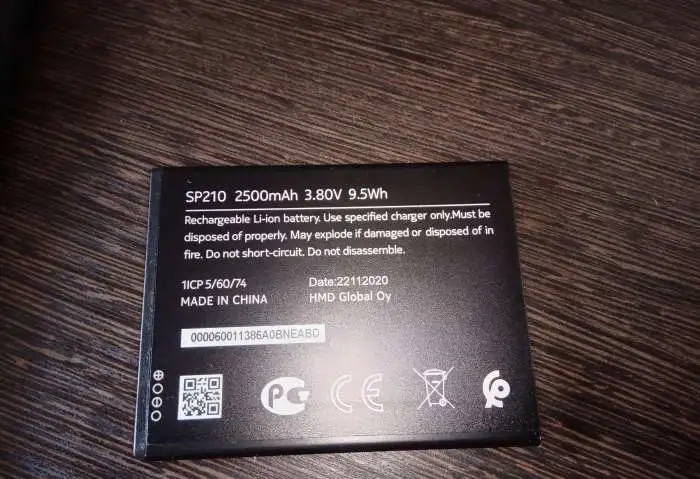 SP210 2500mAh 3.80V 9.5Wh
Rechargeable Li-ion battery. Use specified charger only.Must be
disposed of properly. May explode if damaged or disposed of in
fire. Do not short-circuit. Do not disassemble.
1ICP 5/60/74
MADE IN CHINA
Date:22112020
HMD Global Oy
000060011386A0BNEABD
PC
CE